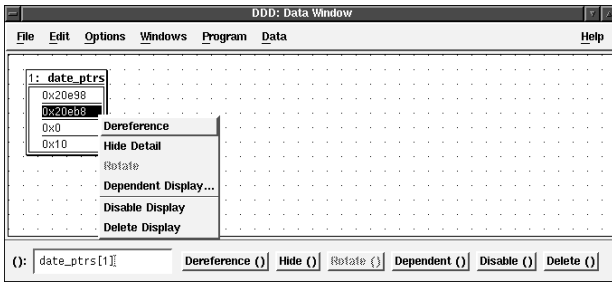 DDD: Data Window
File Edit Options Windows Program Data Help
1: date_ptrs
0x20e98
0x20eb8
0x0
0x10
Dereference
Hide Detail
Rotate
Dependent Display...
Disable Display
Delete Display
(): date_ptrs[1] Dereference () Hide () Rotate () Dependent () Disable () Delete ()